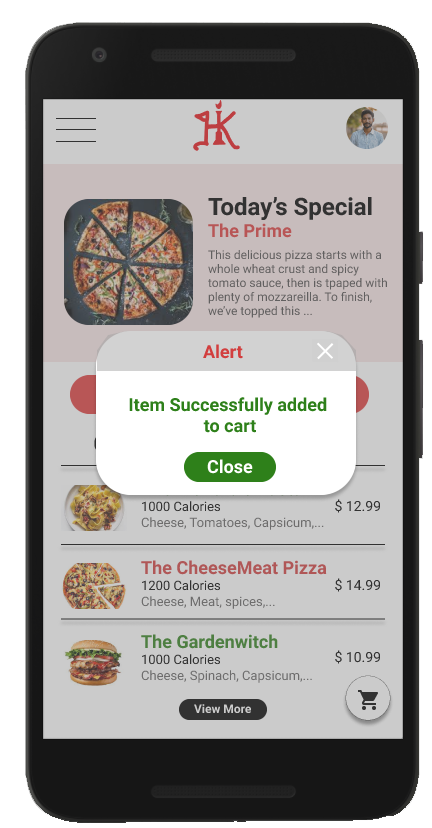 HK
Today's Special
The Prime
This delicious pizza starts with a
whole wheat crust and spicy
tomato sauce, then is tpaped with
plenty of mozzareilla. To finish,
we've topped this ...
Alert
Item Successfully added
to cart
Close
1000 Calories
$ 12.99
Cheese, Tomatoes, Capsicum,...
The CheeseMeat Pizza
1200 Calories
$ 14.99
Cheese, Meat, spices,...
The Gardenwitch
1000 Calories
$ 10.99
Cheese, Spinach, Capsicum,...
View More